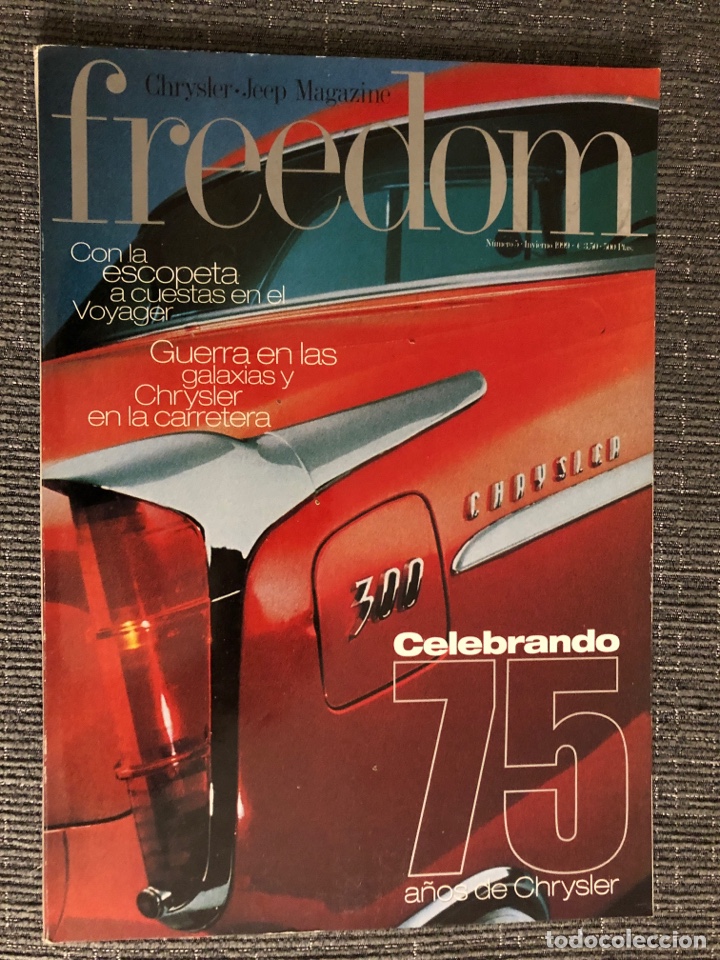 Chrysler • Jeep Magazine
freedom
Número 5 • Invierno 1999 • € 3,50 • 500 Ptas.
Con la
escopeta
a cuestas en el
Voyager
Guerra en las
galaxias y
Chrysler
en la carretera
CHRYSLER
300
Celebrando
75
años de Chrysler
todocoleccion